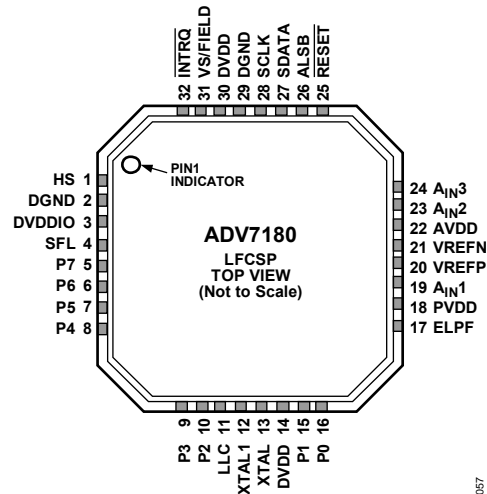 32 INTRQ
31 VS/FIELD
30 DVDD
29 DGND
28 SCLK
27 SDATA
26 ALSB
25 RESET
HS 1
DGND 2
DVDDIO 3
SFL 4
P7 5
P6 6
P5 7
P4 8
PIN1
INDICATOR
ADV7180
LFCSP
TOP VIEW
(Not to Scale)
24 AIN3
23 AIN2
22 AVDD
21 VREFN
20 VREFP
19 AIN1
18 PVDD
17 ELPF
P3 9
P2 10
LLC 11
XTAL1 12
XTAL 13
DVDD 14
P1 15
P0 16
057